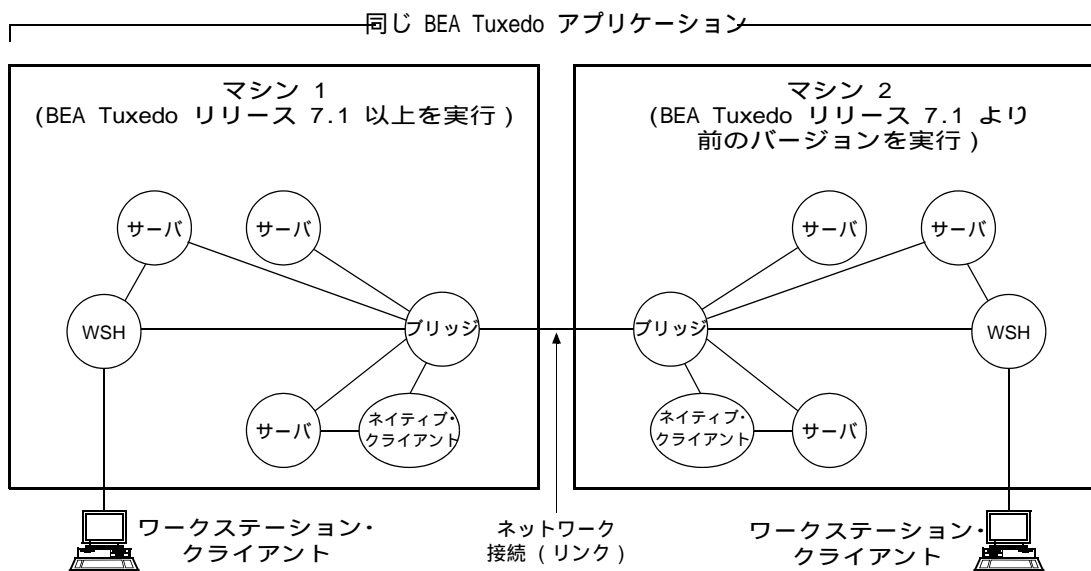 同じ BEA Tuxedo アプリケーション
マシン 1
(BEA Tuxedo リリース 7.1 以上を実行)
サーバ
サーバ
WSH
ブリッジ
サーバ
ネイティブ・
クライアント
ワークステーション・
クライアント
マシン 2
(BEA Tuxedo リリース 7.1 より
前のバージョンを実行)
サーバ
サーバ
ブリッジ
WSH
ネイティブ・
クライアント
サーバ
ネットワーク
接続 (リンク)
ワークステーション・
クライアント